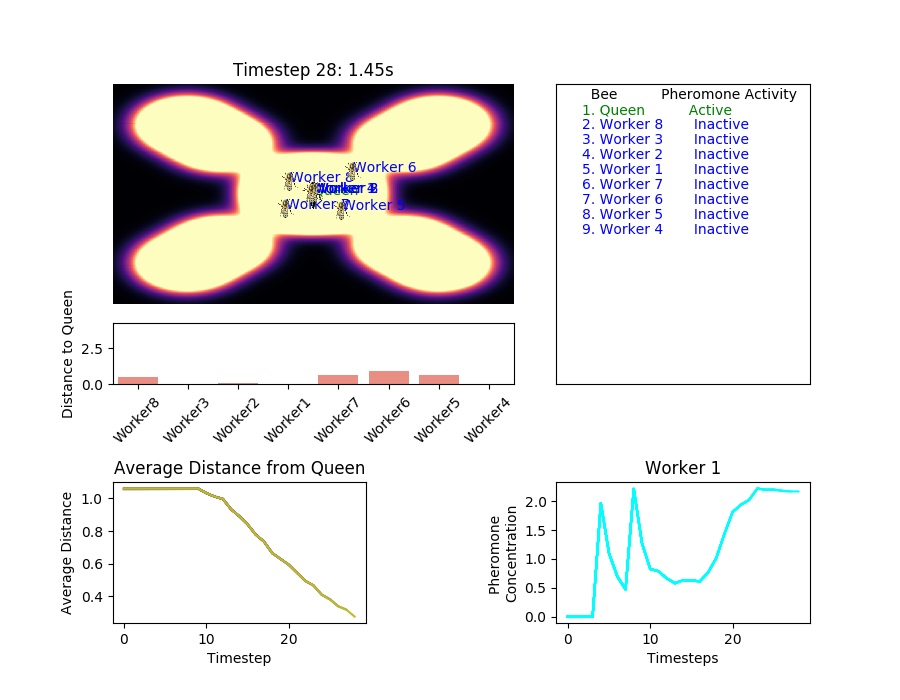 Timestep 28: 1.45s
Worker 6
Worker
Worker
Worker
Bee Pheromone Activity
1. Queen Active
2. Worker 8 Inactive
3. Worker 3 Inactive
4. Worker 2 Inactive
5. Worker 1 Inactive
6. Worker 7 Inactive
7. Worker 6 Inactive
8. Worker 5 Inactive
9. Worker 4 Inactive
Distance to Queen
2.5
0.0
Worker8 Worker3 Worker2 Worker1 Worker7 Worker6 Worker5 Worker4
Average Distance from Queen
Average Distance
1.0
0.8
0.6
0.4
0 10 20
Timestep
Worker 1
Pheromone
Concentration
2.0
1.5
1.0
0.5
0.0
0 10 20
Timesteps